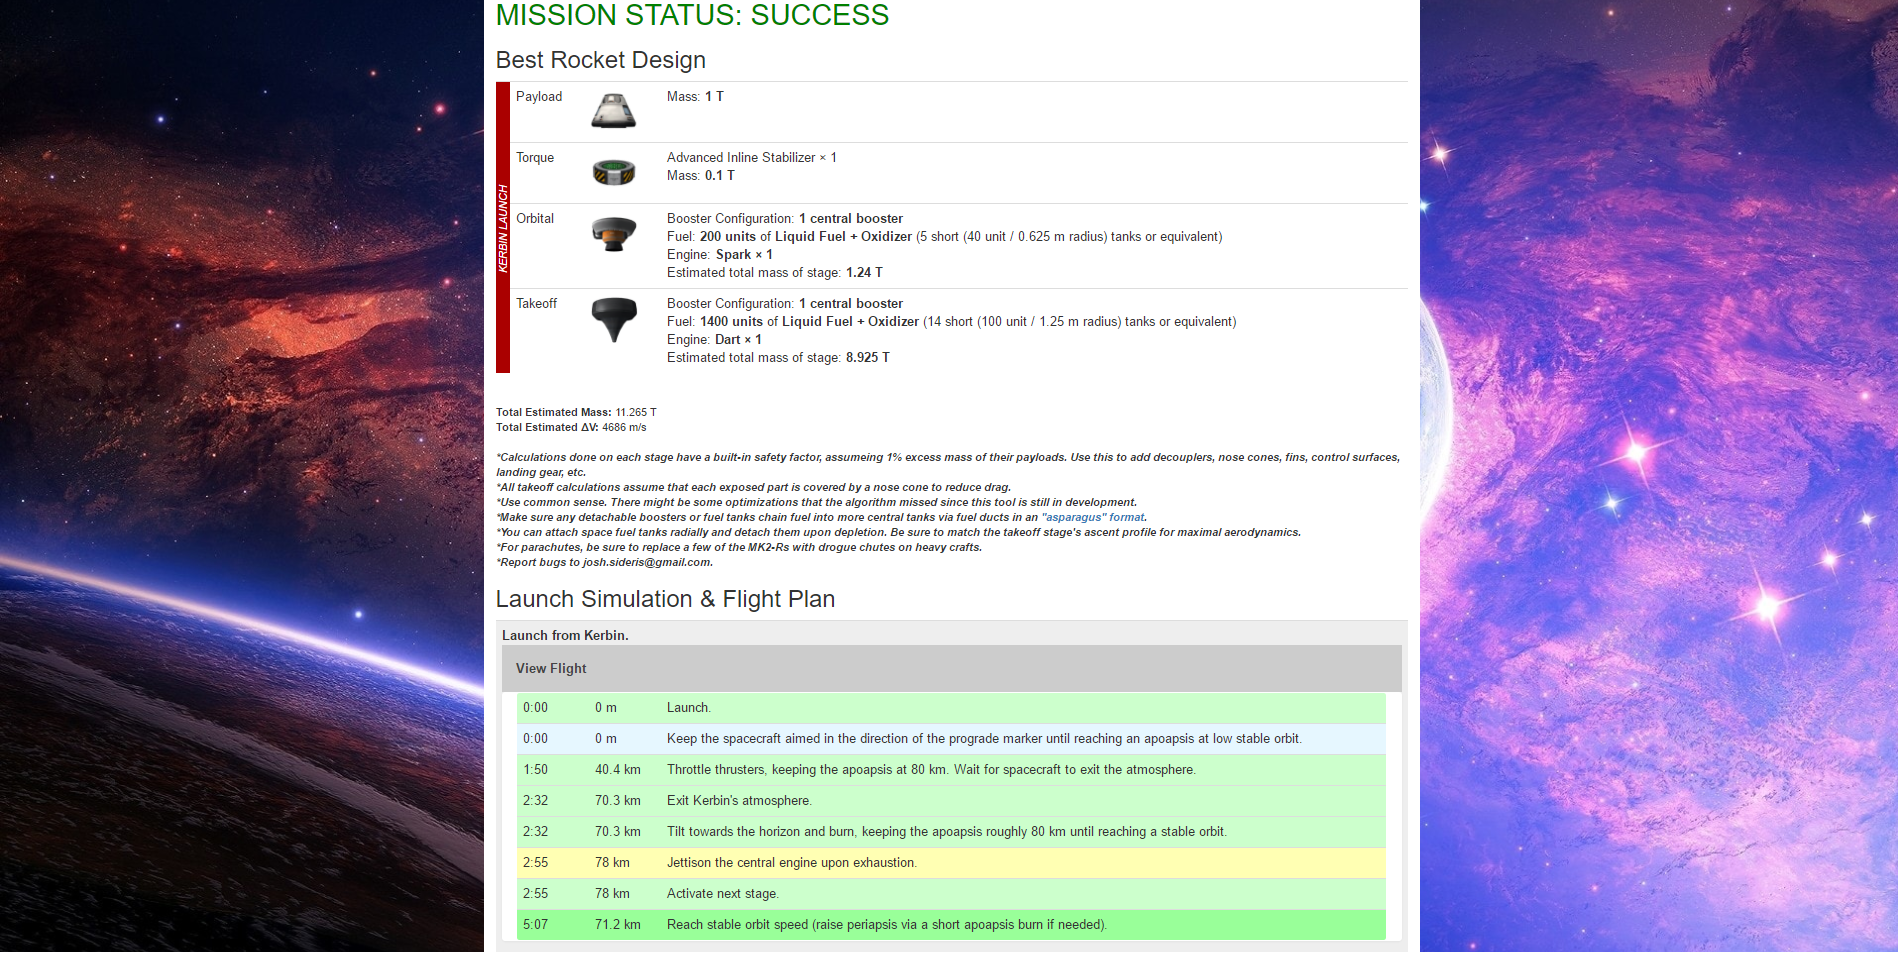 MISSION STATUS: SUCCESS
Best Rocket Design
KERBIN LAUNCH
Payload
Mass: 1 T
Torque
Advanced Inline Stabilizer × 1
Mass: 0.1 T
Orbital
Booster Configuration: 1 central booster
Fuel: 200 units of Liquid Fuel + Oxidizer (5 short (40 unit / 0.625 m radius) tanks or equivalent)
Engine: Spark × 1
Estimated total mass of stage: 1.24 T
Takeoff
Booster Configuration: 1 central booster
Fuel: 1400 units of Liquid Fuel + Oxidizer (14 short (100 unit / 1.25 m radius) tanks or equivalent)
Engine: Dart × 1
Estimated total mass of stage: 8.925 T
Total Estimated Mass: 11.265 T
Total Estimated ΔV: 4686 m/s
*Calculations done on each stage have a built-in safety factor, assumeing 1% excess mass of their payloads. Use this to add decouplers, nose cones, fins, control surfaces,
landing gear, etc.
*All takeoff calculations assume that each exposed part is covered by a nose cone to reduce drag.
*Use common sense. There might be some optimizations that the algorithm missed since this tool is still in development.
*Make sure any detachable boosters or fuel tanks chain fuel into more central tanks via fuel ducts in an "asparagus" format.
*You can attach space fuel tanks radially and detach them upon depletion. Be sure to match the takeoff stage's ascent profile for maximal aerodynamics.
*For parachutes, be sure to replace a few of the MK2-Rs with drogue chutes on heavy crafts.
*Report bugs to josh.sideris@gmail.com.
Launch Simulation & Flight Plan
Launch from Kerbin.
View Flight
0:00 0 m Launch.
0:00 0 m Keep the spacecraft aimed in the direction of the prograde marker until reaching an apoapsis at low stable orbit.
1:50 40.4 km Throttle thrusters, keeping the apoapsis at 80 km. Wait for spacecraft to exit the atmosphere.
2:32 70.3 km Exit Kerbin's atmosphere.
2:32 70.3 km Tilt towards the horizon and burn, keeping the apoapsis roughly 80 km until reaching a stable orbit.
2:55 78 km Jettison the central engine upon exhaustion.
2:55 78 km Activate next stage.
5:07 71.2 km Reach stable orbit speed (raise periapsis via a short apoapsis burn if needed).